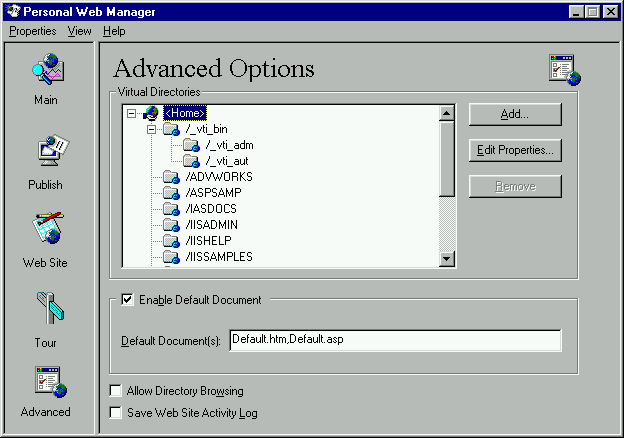 Personal Web Manager
Properties View Help
Main
Publish
Web Site
Tour
Advanced
Advanced Options
Virtual Directories
<Home>
/_vti_bin
/_vti_adm
/_vti_aut
/ADVWORKS
/ASPSAMP
/IASDOCS
/IISADMIN
/IISHELP
/IISSAMPLES
Add...
Edit Properties...
Remove
Enable Default Document
Default Document(s): Default.htm,Default.asp
Allow Directory Browsing
Save Web Site Activity Log